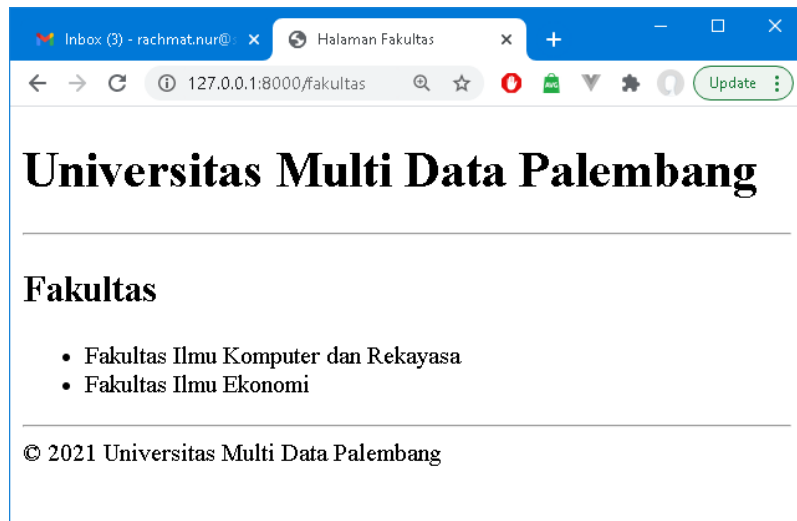 Inbox (3) - rachmat.nur@
Halaman Fakultas
127.0.0.1:8000/fakultas
AVG
Update
Universitas Multi Data Palembang
Fakultas
• Fakultas Ilmu Komputer dan Rekayasa
• Fakultas Ilmu Ekonomi
© 2021 Universitas Multi Data Palembang